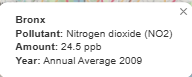 Bronx
Pollutant: Nitrogen dioxide (NO2)
Amount: 24.5 ppb
Year: Annual Average 2009